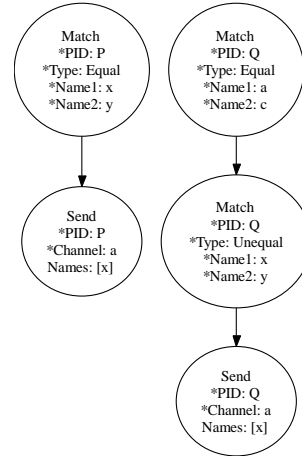 Match
*PID: P
*Type: Equal
*Name1: x
*Name2: y
Send
*PID: P
*Channel: a
Names: [x]
Match
*PID: Q
*Type: Equal
*Name1: a
*Name2: c
Match
*PID: Q
*Type: Unequal
*Name1: x
*Name2: y
Send
*PID: Q
*Channel: a
Names: [x]